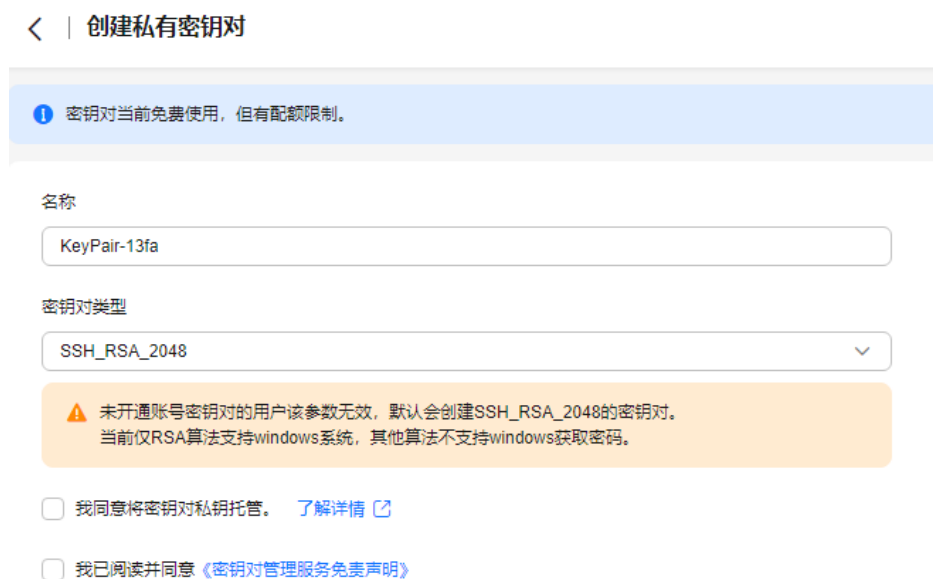 创建私有密钥对
密钥对当前免费使用，但有配额限制。
名称
KeyPair-13fa
密钥对类型
SSH_RSA_2048
未开通账号密钥对的用户该参数无效，默认会创建SSH_RSA_2048的密钥对。
当前仅RSA算法支持windows系统，其他算法不支持windows获取密码。
我同意将密钥对私钥托管。 了解详情
我已阅读并同意《密钥对管理服务免责声明》